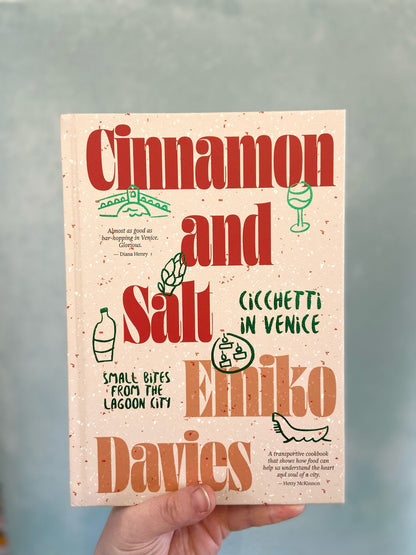 Cinnamon
and
Salt
Almost as good as
bar-hopping in Venice.
Glorious.
— Diana Henry
CICCHETTI
IN VENICE
SMALL BITES
FROM THE
LAGOON CITY
Emiko
Davies
A transportive cookbook
that shows how food can
help us understand the heart
and soul of a city.
— Hetty McKinnon